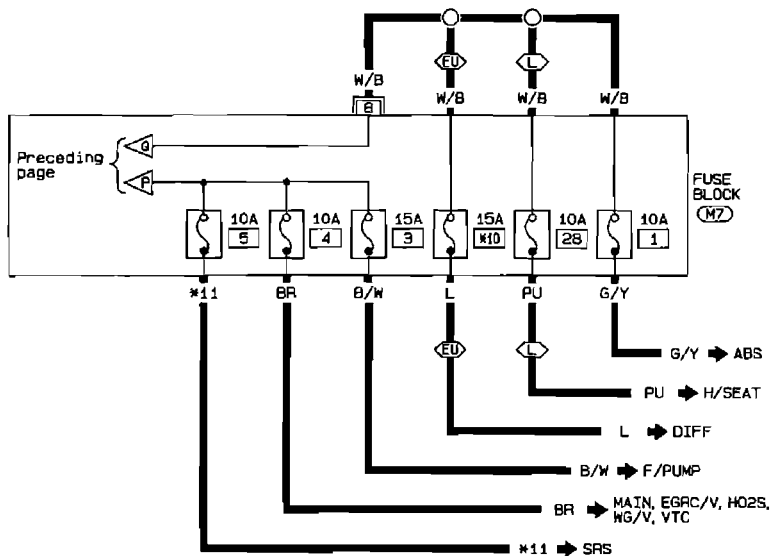 EU
L
W/B
8
W/B
W/B
W/B
Preceding page
Q
P
FUSE BLOCK
M7
10A
5
10A
4
15A
3
15A
*10
10A
28
10A
1
*11
BR
B/W
L
PU
G/Y
EU
L
G/Y ABS
PU H/SEAT
L DIFF
B/W F/PUMP
BR MAIN, EGRC/V, HO2S,
WG/V, VTC
*11 SRS